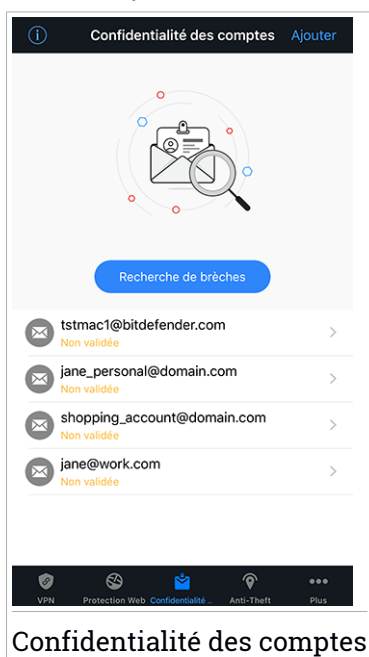 Confidentialité des comptes Ajouter
Recherche de brèches
tstmac1@bitdefender.com
Non validée
jane_personal@domain.com
Non validée
shopping_account@domain.com
Non validée
jane@work.com
Non validée
VPN Protection Web Confidentialité .. Anti-Theft Plus
Confidentialité des comptes